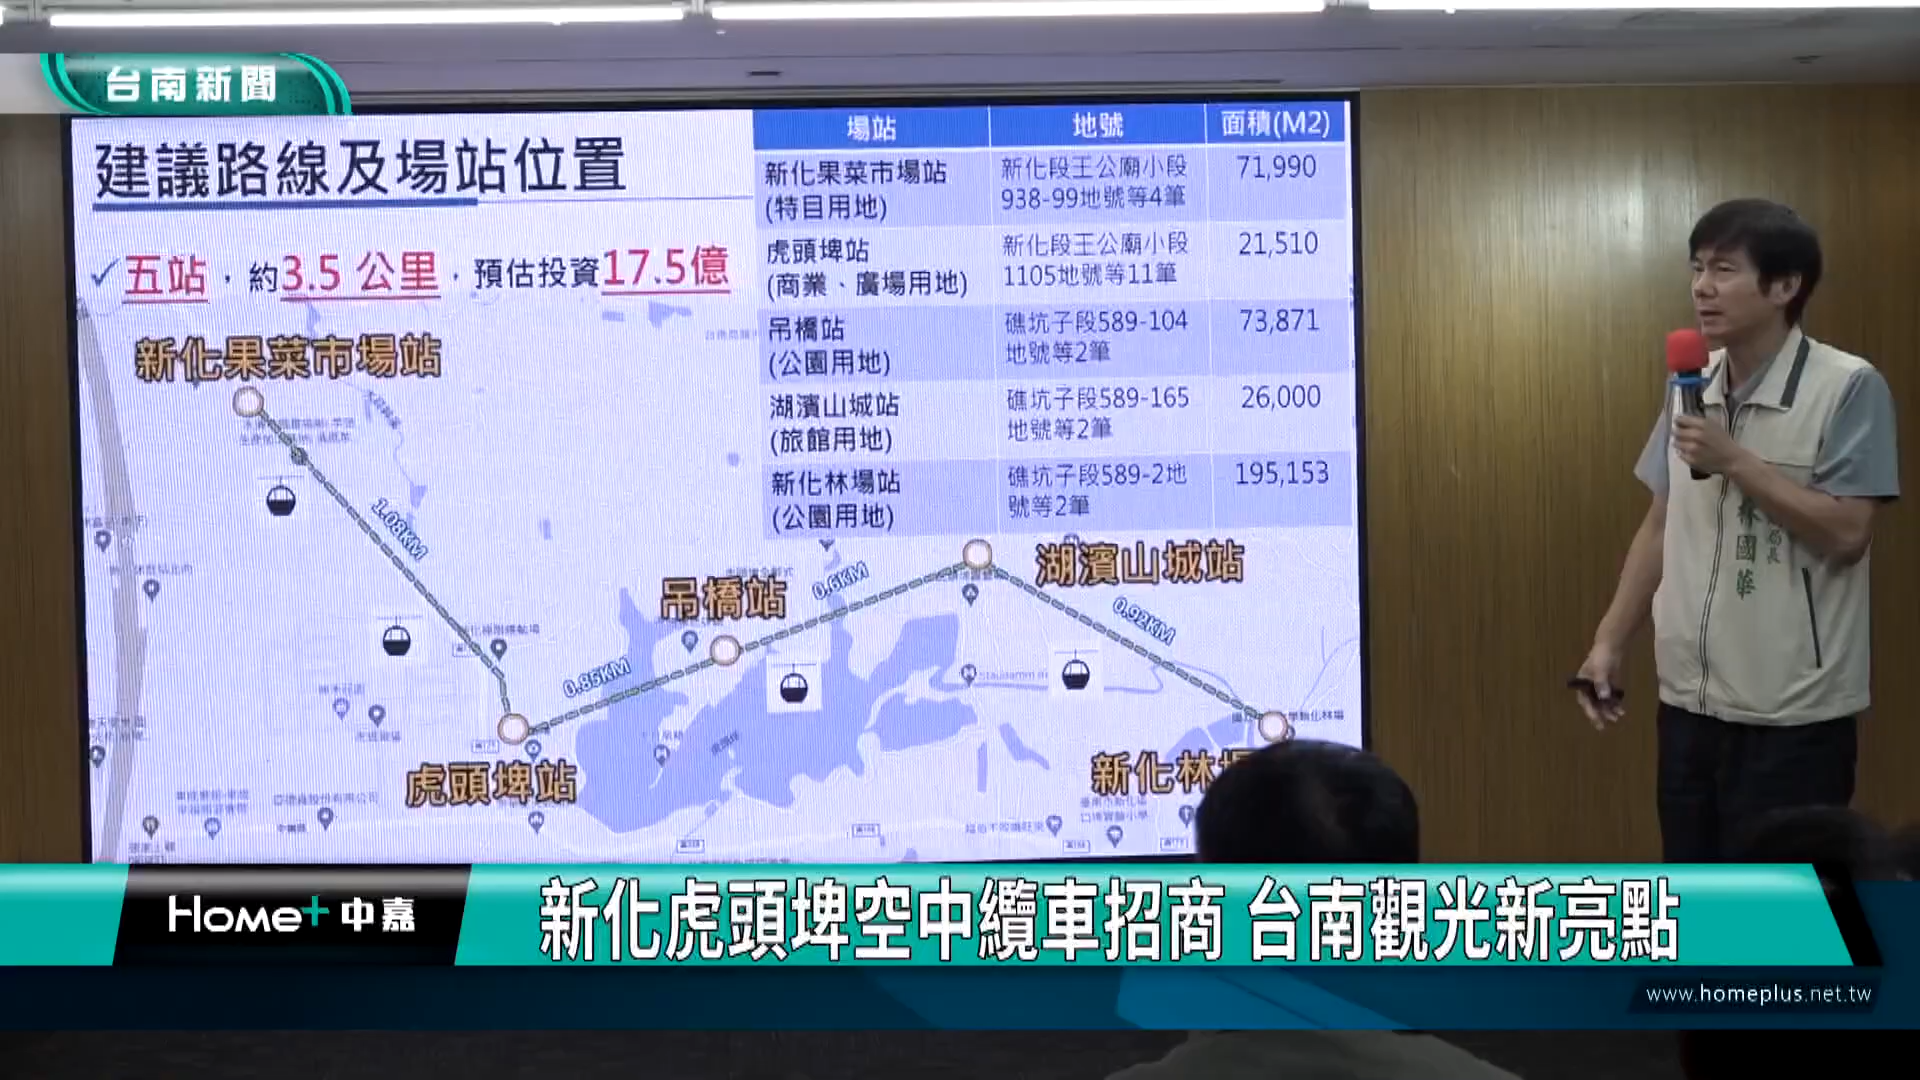 台南新聞
建議路線及場站位置
五站，約3.5公里，預估投資17.5億
場站 地號 面積(M2)
新化果菜市場站
(特目用地)
新化段王公廟小段
938-99地號等4筆
71,990
虎頭埤站
(商業、廣場用地)
新化段王公廟小段
1105地號等11筆
21,510
吊橋站
(公園用地)
礁坑子段589-104
地號等2筆
73,871
湖濱山城站
(旅館用地)
礁坑子段589-165
地號等2筆
26,000
新化林場站
(公園用地)
礁坑子段589-2地
號等2筆
195,153
新化果菜市場站
1.08KM
虎頭埤站
0.85KM
吊橋站
0.6KM
湖濱山城站
0.92KM
新化林場
局長
林國華
Home+中嘉
新化虎頭埤空中纜車招商 台南觀光新亮點
www.homeplus.net.tw